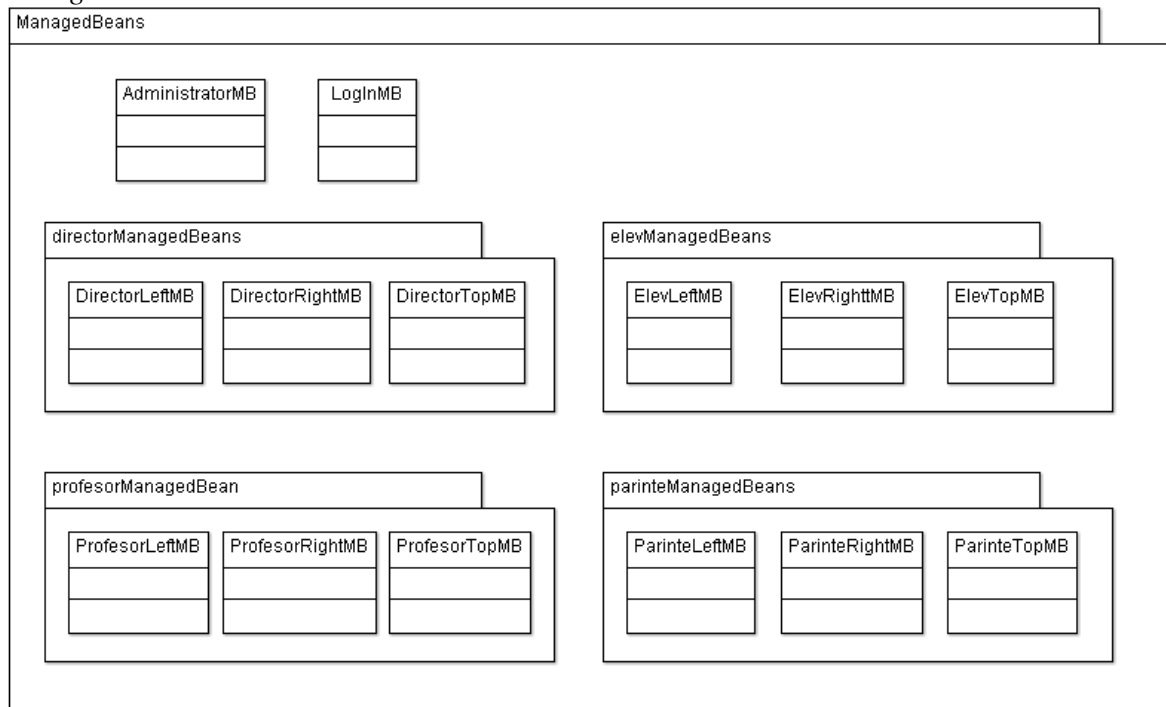 ManagedBeans
AdministratorMB
LogInMB
directorManagedBeans
DirectorLeftMB
DirectorRightMB
DirectorTopMB
elevManagedBeans
ElevLeftMB
ElevRighttMB
ElevTopMB
profesorManagedBean
ProfesorLeftMB
ProfesorRightMB
ProfesorTopMB
parinteManagedBeans
ParinteLeftMB
ParinteRightMB
ParinteTopMB